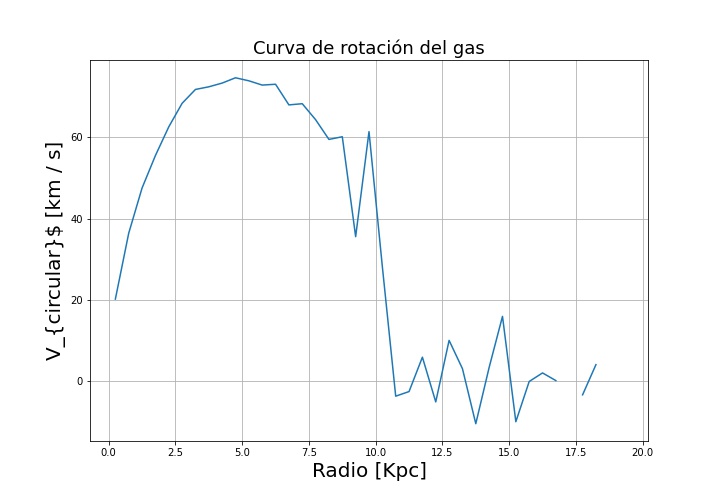 Curva de rotación del gas
V_{circular}$ [km / s]
60
40
20
0
0.0 2.5 5.0 7.5 10.0 12.5 15.0 17.5 20.0
Radio [Kpc]